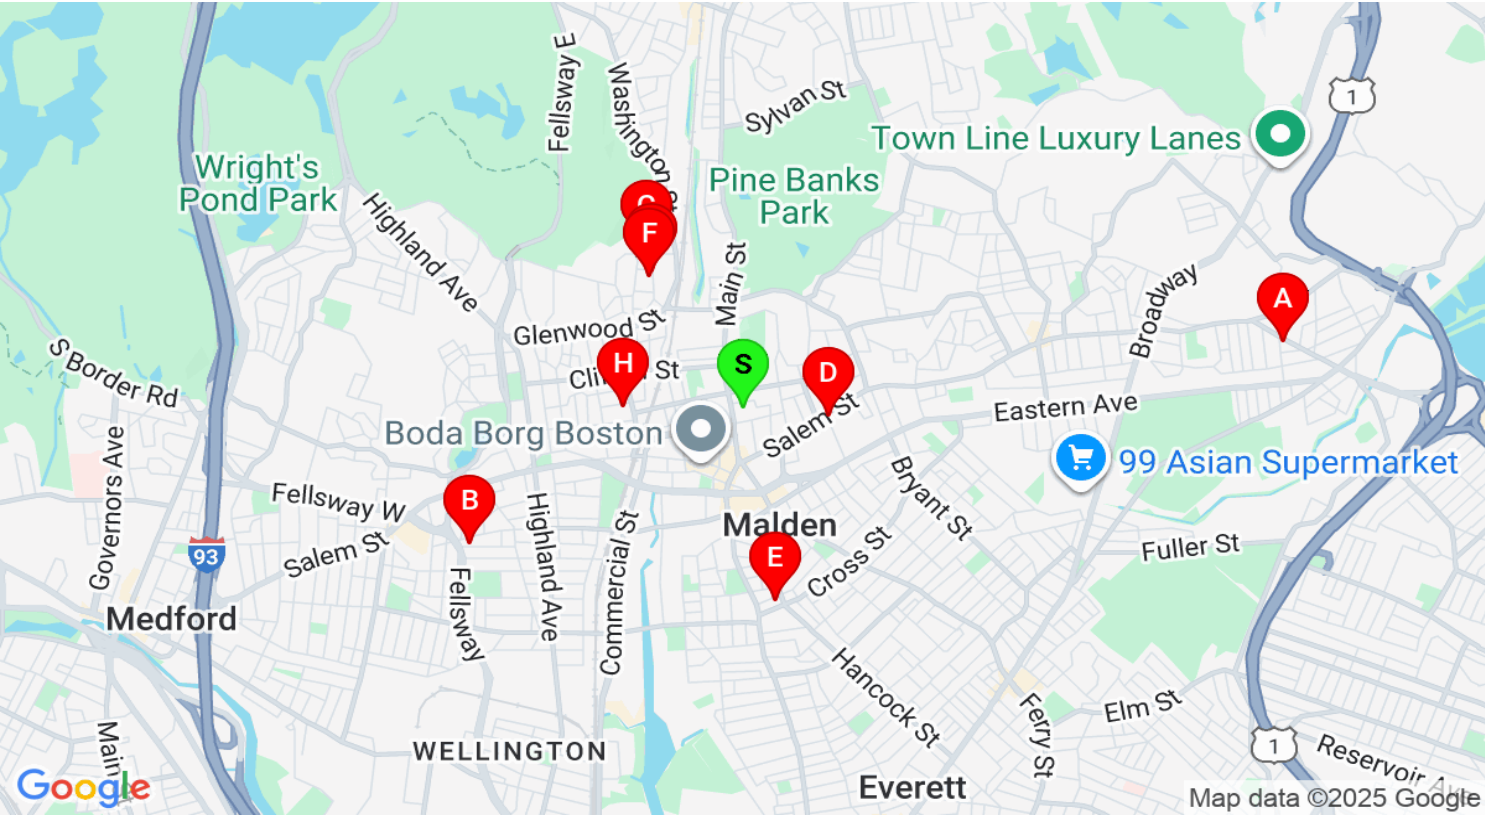 Fellsway E
Washington St
Sylvan St
1
Town Line Luxury Lanes
Wright's
Pond Park
Pine Banks
Park
Highland Ave
F
Main St
Broadway
A
Glenwood St
S Border Rd
H
S
D
St
Eastern Ave
Salem St
Boda Borg Boston
99 Asian Supermarket
Governors Ave
Fellsway W
B
Highland Ave
Bryant St
Malden
Salem St
Commercial St
93
E
Cross St
Fuller St
Fellsway
Medford
Hancock St
Ferry St
Elm St
Main
WELLINGTON
1
Reservoir Ave
Everett
Google
Map data ©2025 Google